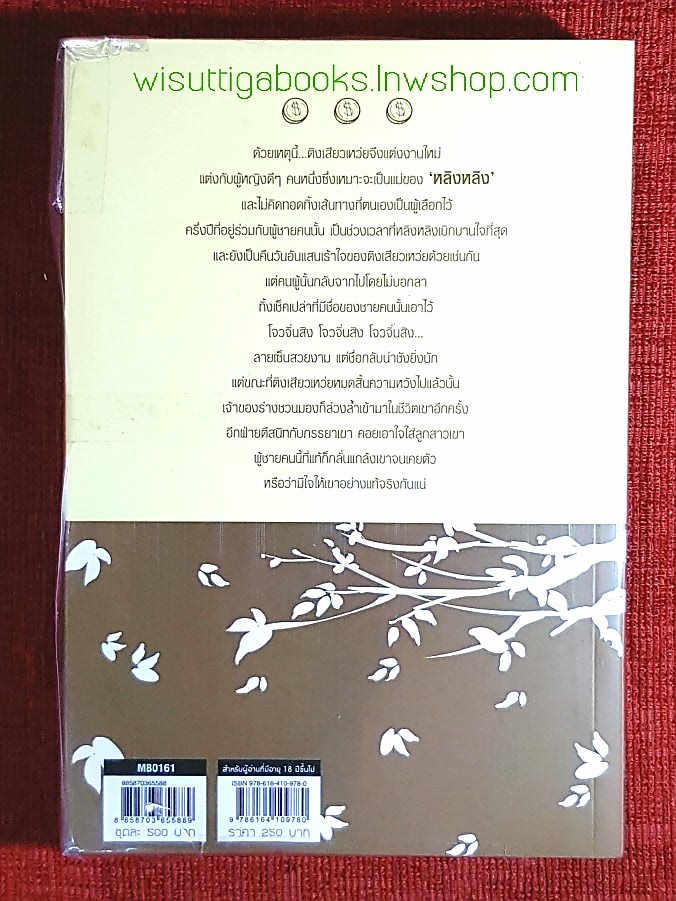 wisuttigabooks.lnwshop.com
$ $ $
ด้วยเหตุนี้...ติงเสียวเหว่ยจึงแต่งงานใหม่
แต่งกับผู้หญิงดีๆ คนหนึ่งซึ่งเหมาะจะเป็นแม่ของ ‘หลิงหลิง’
และไม่คิดทอดทิ้งเส้นทางที่ตนเองเป็นผู้เลือกไว้
ครึ่งปีที่อยู่ร่วมกับผู้ชายคนนั้น เป็นช่วงเวลาที่หลิงหลิงเบิกบานใจที่สุด
และยังเป็นคืนวันอันแสนเร้าใจของติงเสียวเหว่ยด้วยเช่นกัน
แต่คนผู้นั้นกลับจากไปโดยไม่บอกลา
ทิ้งเช็คเปล่าที่มีชื่อของชายคนนั้นเอาไว้
โจวจิ่นสิง โจวจิ่นสิง โจวจิ่นสิง...
ลายเซ็นสวยงาม แต่ชื่อกลับน่าชังยิ่งนัก
แต่ขณะที่ติงเสียวเหว่ยหมดสิ้นความหวังไปแล้วนั้น
เจ้าของร่างชวนมองก็ล่วงล้ำเข้ามาในชีวิตเขาอีกครั้ง
อีกฝ่ายตีสนิทกับภรรยาเขา คอยเอาใจใส่ลูกสาวเขา
ผู้ชายคนนี้ที่แท้ก็กลั่นแกล้งเขาจนเคยตัว
หรือว่ามีใจให้เขาอย่างแท้จริงกันแน่
MB0161
885870365588
8 858703 655889
ชุดละ 500 บาท
สำหรับผู้อ่านที่มีอายุ 18 ปีขึ้นไป
ISBN 978-616-410-978-0
9 786164 109780
ราคา 250 บาท